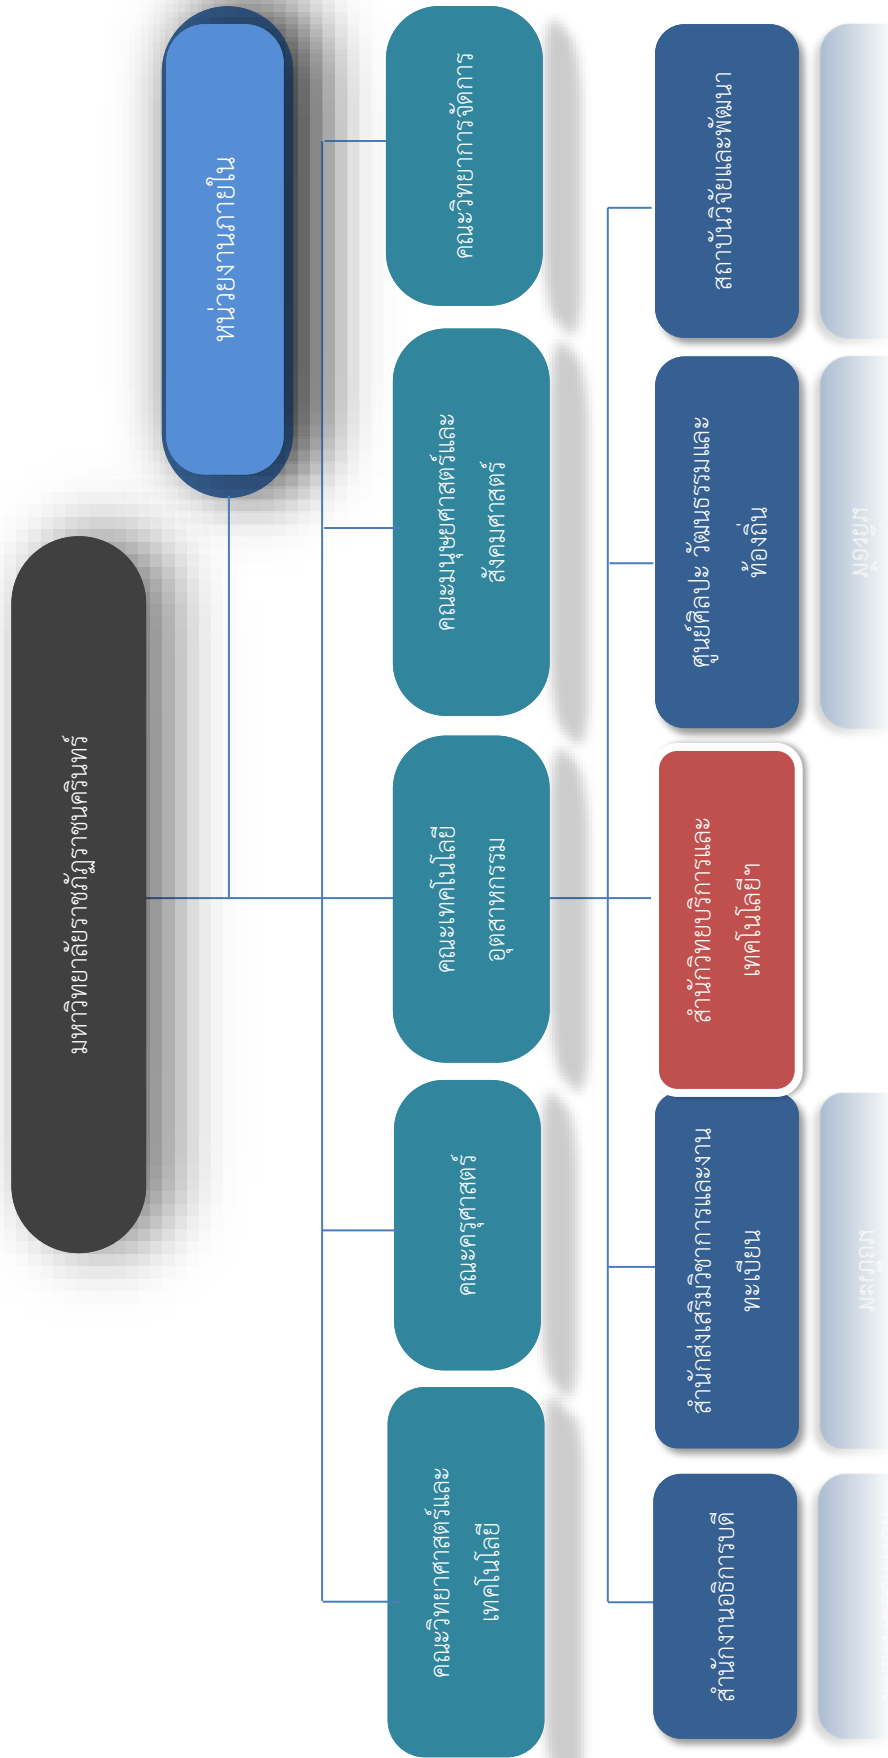 มหาวิทยาลัยราชภัฏราชนครินทร์
หน่วยงานภายใน
คณะวิทยาศาสตร์และ
เทคโนโลยี
คณะครุศาสตร์
คณะเทคโนโลยี
อุตสาหกรรม
คณะมนุษยศาสตร์และ
สังคมศาสตร์
คณะวิทยาการจัดการ
สำนักงานอธิการบดี
สำนักส่งเสริมวิชาการและงาน
ทะเบียน
สำนักวิทยบริการและ
เทคโนโลยีฯ
ศูนย์ศิลปะ วัฒนธรรมและ
ท้องถิ่น
สถาบันวิจัยและพัฒนา